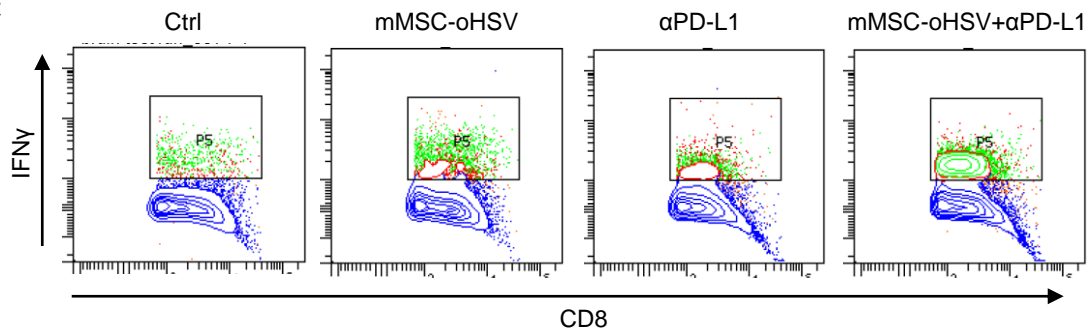 Ctrl
mMSC-oHSV
αPD-L1
mMSC-oHSV+αPD-L1
IFNγ
P5
P5
P5
P5
CD8